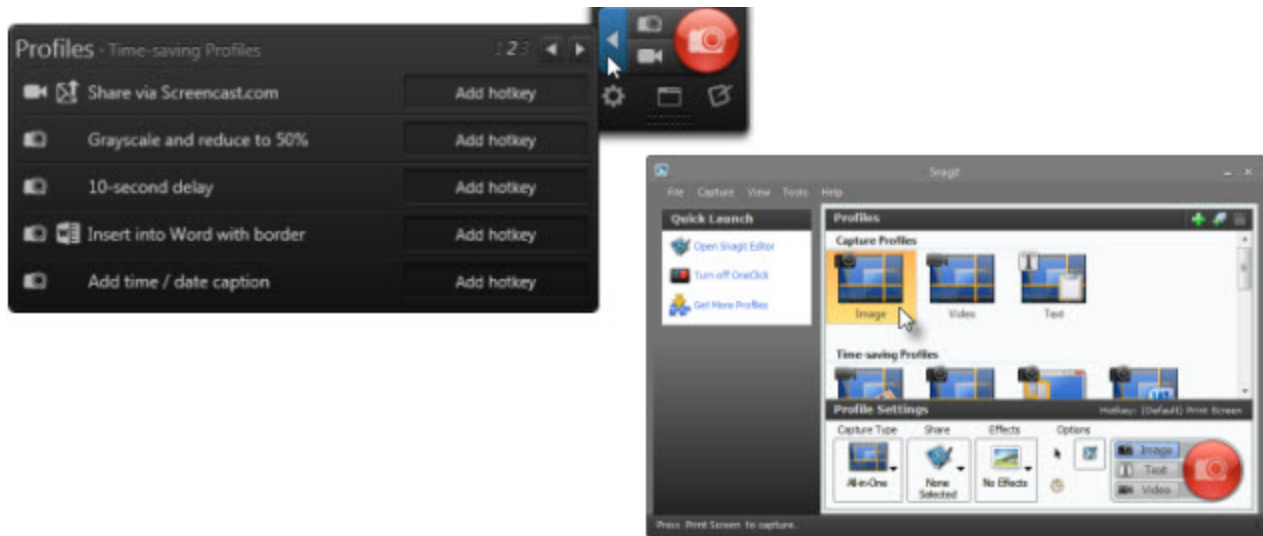 Profiles - Time-saving Profiles
1 2 3
Share via Screencast.com
Add hotkey
Grayscale and reduce to 50%
Add hotkey
10-second delay
Add hotkey
Insert into Word with border
Add hotkey
Add time / date caption
Add hotkey
Snagit
File Capture View Tools Help
Quick Launch
Open Snagit Editor
Turn off OneClick
Get More Profiles
Profiles
Capture Profiles
Image Video Text
Time-saving Profiles
Profile Settings
Hotkey: (Default) Print Screen
Capture Type Share Effects Options
All-in-One
None Selected
No Effects
Image
Text
Video
Press Print Screen to capture.